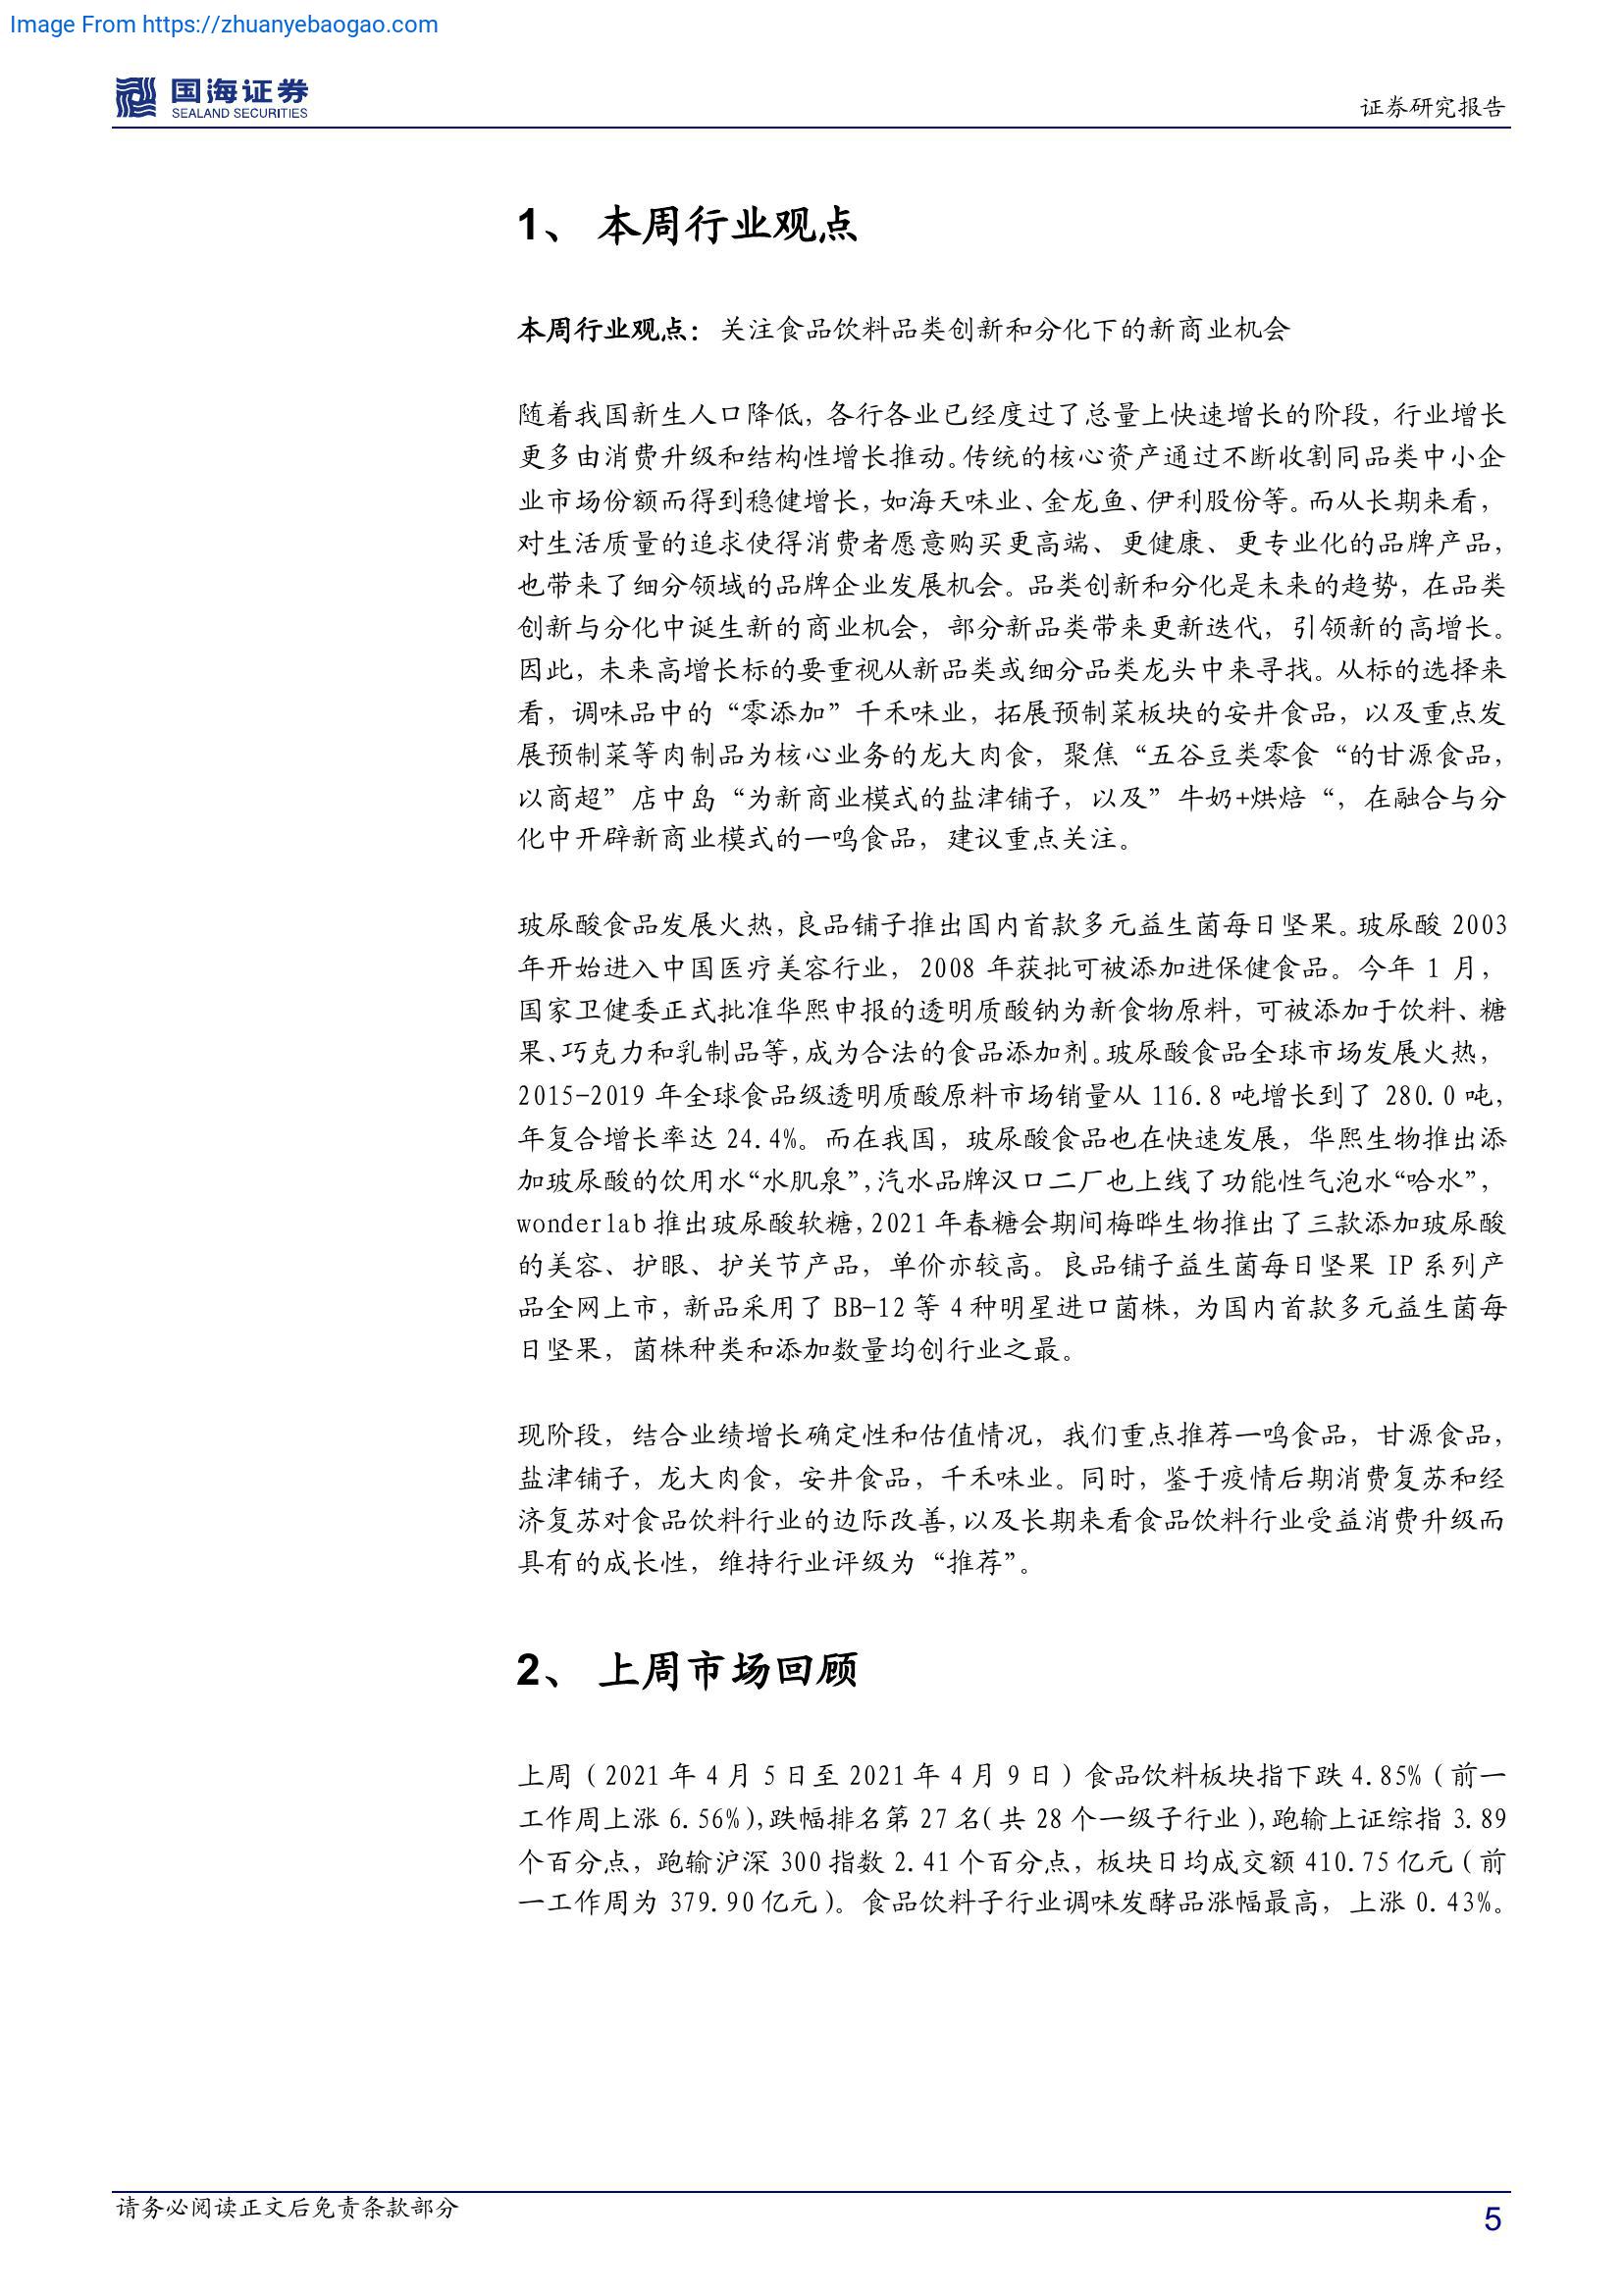 Image From https://zhuanyebaogao.com
国海证券
SEALAND SECURITIES
证券研究报告
1、 本周行业观点
本周行业观点：关注食品饮料品类创新和分化下的新商业机会
随着我国新生人口降低，各行各业已经度过了总量上快速增长的阶段，行业增长
更多由消费升级和结构性增长推动。传统的核心资产通过不断收割同品类中小企
业市场份额而得到稳健增长，如海天味业、金龙鱼、伊利股份等。而从长期来看，
对生活质量的追求使得消费者愿意购买更高端、更健康、更专业化的品牌产品，
也带来了细分领域的品牌企业发展机会。品类创新和分化是未来的趋势，在品类
创新与分化中诞生新的商业机会，部分新品类带来更新迭代，引领新的高增长。
因此，未来高增长标的要重视从新品类或细分品类龙头中来寻找。从标的选择来
看，调味品中的“零添加”千禾味业，拓展预制菜板块的安井食品，以及重点发
展预制菜等肉制品为核心业务的龙大肉食，聚焦“五谷豆类零食“的甘源食品，
以商超”店中岛“为新商业模式的盐津铺子，以及”牛奶+烘焙“，在融合与分
化中开辟新商业模式的一鸣食品，建议重点关注。
玻尿酸食品发展火热，良品铺子推出国内首款多元益生菌每日坚果。玻尿酸 2003
年开始进入中国医疗美容行业，2008 年获批可被添加进保健食品。今年 1 月，
国家卫健委正式批准华熙申报的透明质酸钠为新食物原料，可被添加于饮料、糖
果、巧克力和乳制品等，成为合法的食品添加剂。玻尿酸食品全球市场发展火热，
2015-2019 年全球食品级透明质酸原料市场销量从 116.8 吨增长到了 280.0 吨，
年复合增长率达 24.4%。而在我国，玻尿酸食品也在快速发展，华熙生物推出添
加玻尿酸的饮用水“水肌泉”，汽水品牌汉口二厂也上线了功能性气泡水“哈水”，
wonderlab 推出玻尿酸软糖，2021 年春糖会期间梅晔生物推出了三款添加玻尿酸
的美容、护眼、护关节产品，单价亦较高。良品铺子益生菌每日坚果 IP 系列产
品全网上市，新品采用了 BB-12 等 4 种明星进口菌株，为国内首款多元益生菌每
日坚果，菌株种类和添加数量均创行业之最。
现阶段，结合业绩增长确定性和估值情况，我们重点推荐一鸣食品，甘源食品，
盐津铺子，龙大肉食，安井食品，千禾味业。同时，鉴于疫情后期消费复苏和经
济复苏对食品饮料行业的边际改善，以及长期来看食品饮料行业受益消费升级而
具有的成长性，维持行业评级为“推荐”。
2、 上周市场回顾
上周（2021 年 4 月 5 日至 2021 年 4 月 9 日）食品饮料板块指下跌 4.85%（前一
工作周上涨 6.56%），跌幅排名第 27 名（共 28 个一级子行业），跑输上证综指 3.89
个百分点，跑输沪深 300 指数 2.41 个百分点，板块日均成交额 410.75 亿元（前
一工作周为 379.90 亿元）。食品饮料子行业调味发酵品涨幅最高，上涨 0.43%。
请务必阅读正文后免责条款部分
5